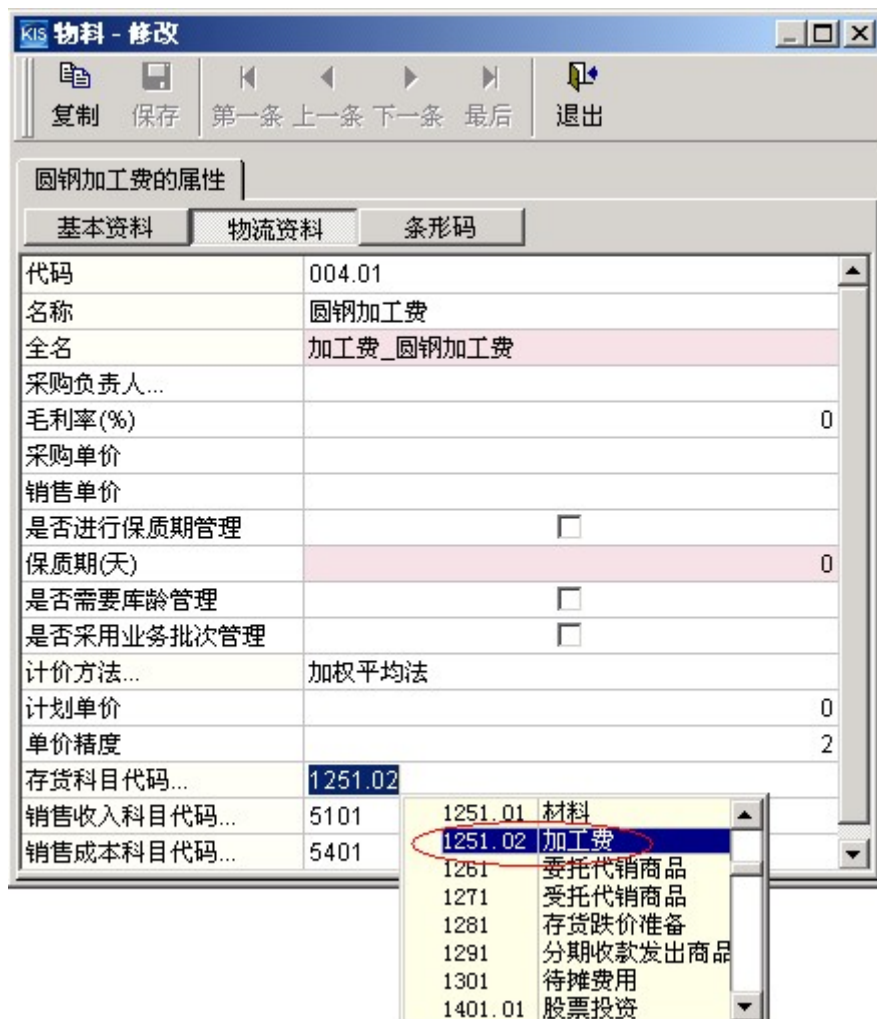 KIS 物料 - 修改
复制 保存 第一条 上一条 下一条 最后 退出
圆钢加工费的属性
基本资料 物流资料 条形码
代码 004.01
名称 圆钢加工费
全名 加工费_圆钢加工费
采购负责人...
毛利率(%) 0
采购单价
销售单价
是否进行保质期管理
保质期(天) 0
是否需要库龄管理
是否采用业务批次管理
计价方法... 加权平均法
计划单价 0
单价精度 2
存货科目代码... 1251.02
销售收入科目代码... 5101
销售成本科目代码... 5401
1251.01 材料
1251.02 加工费
1261 委托代销商品
1271 受托代销商品
1281 存货跌价准备
1291 分期收款发出商品
1301 待摊费用
1401.01 股票投资